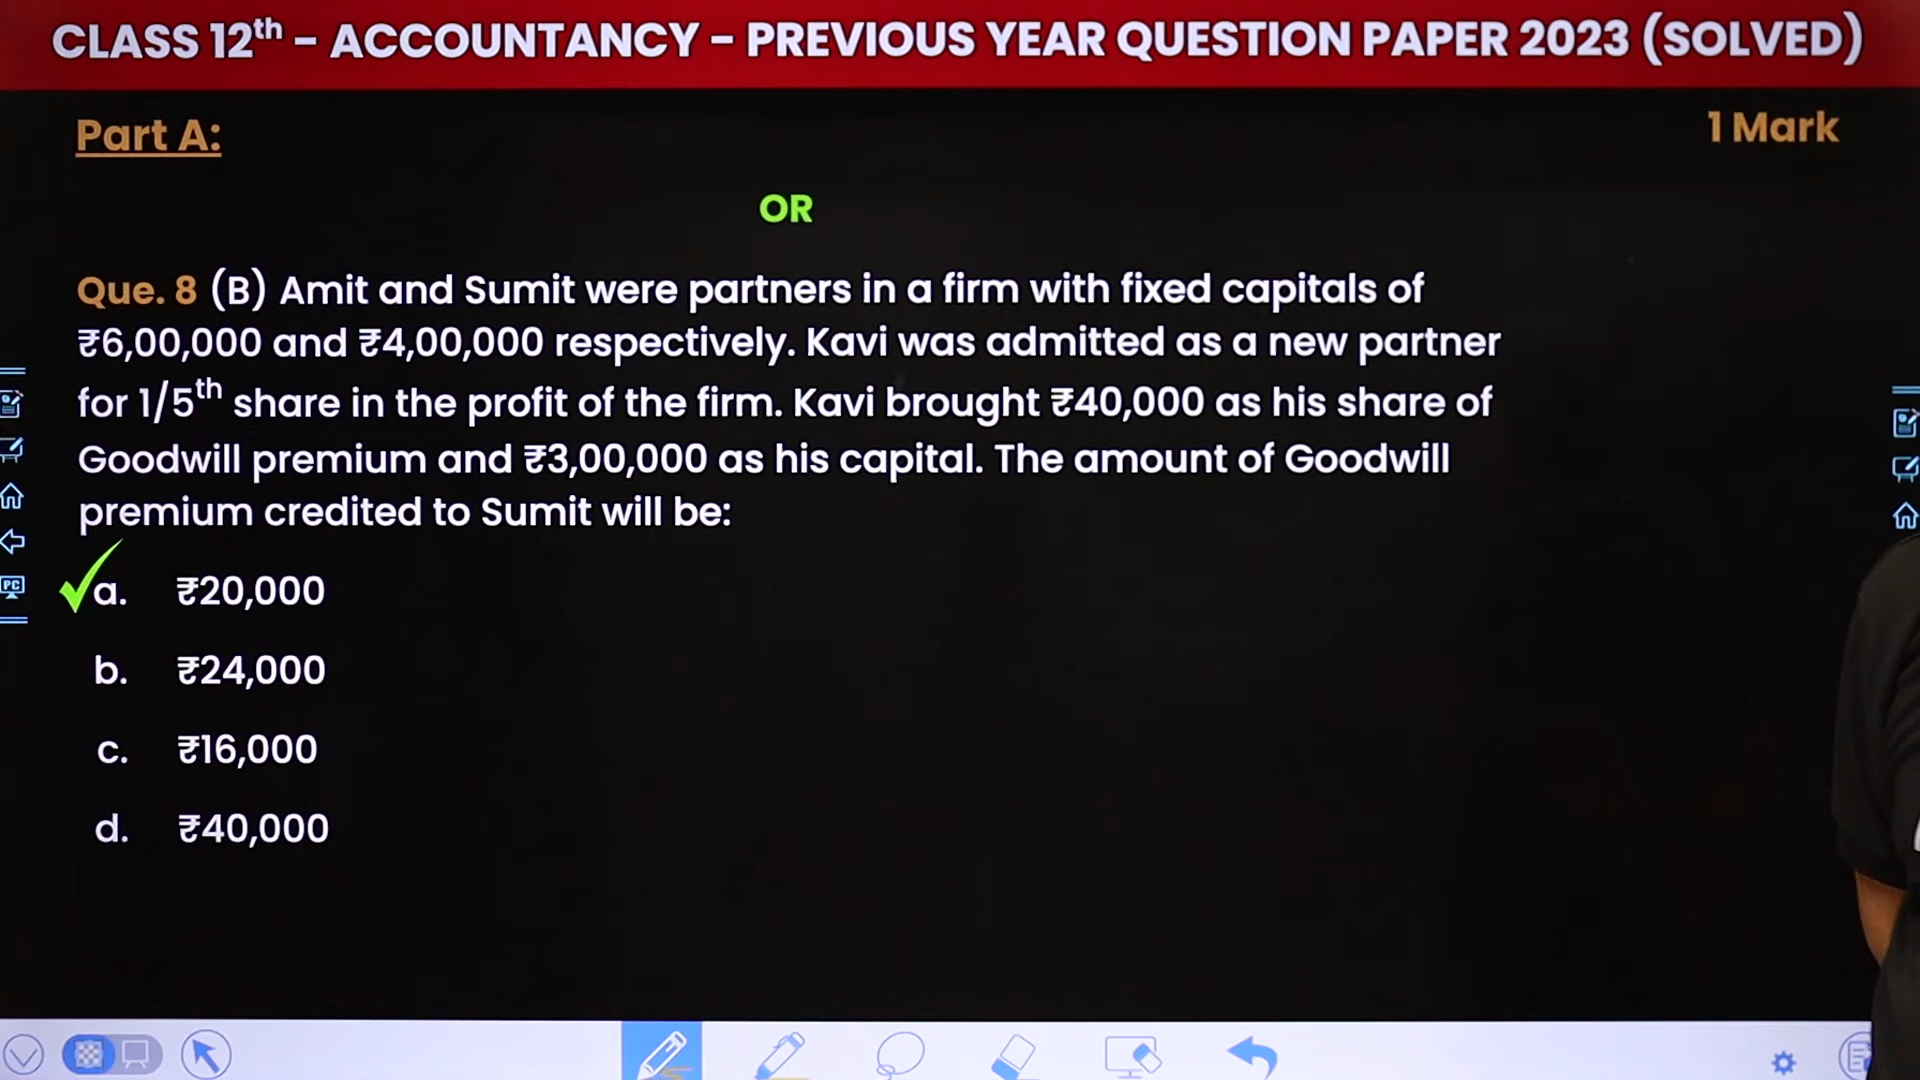 CLASS 12th - ACCOUNTANCY - PREVIOUS YEAR QUESTION PAPER 2023 (SOLVED)
Part A:
1 Mark
OR
Que. 8 (B) Amit and Sumit were partners in a firm with fixed capitals of
₹6,00,000 and ₹4,00,000 respectively. Kavi was admitted as a new partner
for 1/5th share in the profit of the firm. Kavi brought ₹40,000 as his share of
Goodwill premium and ₹3,00,000 as his capital. The amount of Goodwill
premium credited to Sumit will be:
a. ₹20,000
b. ₹24,000
c. ₹16,000
d. ₹40,000
PC